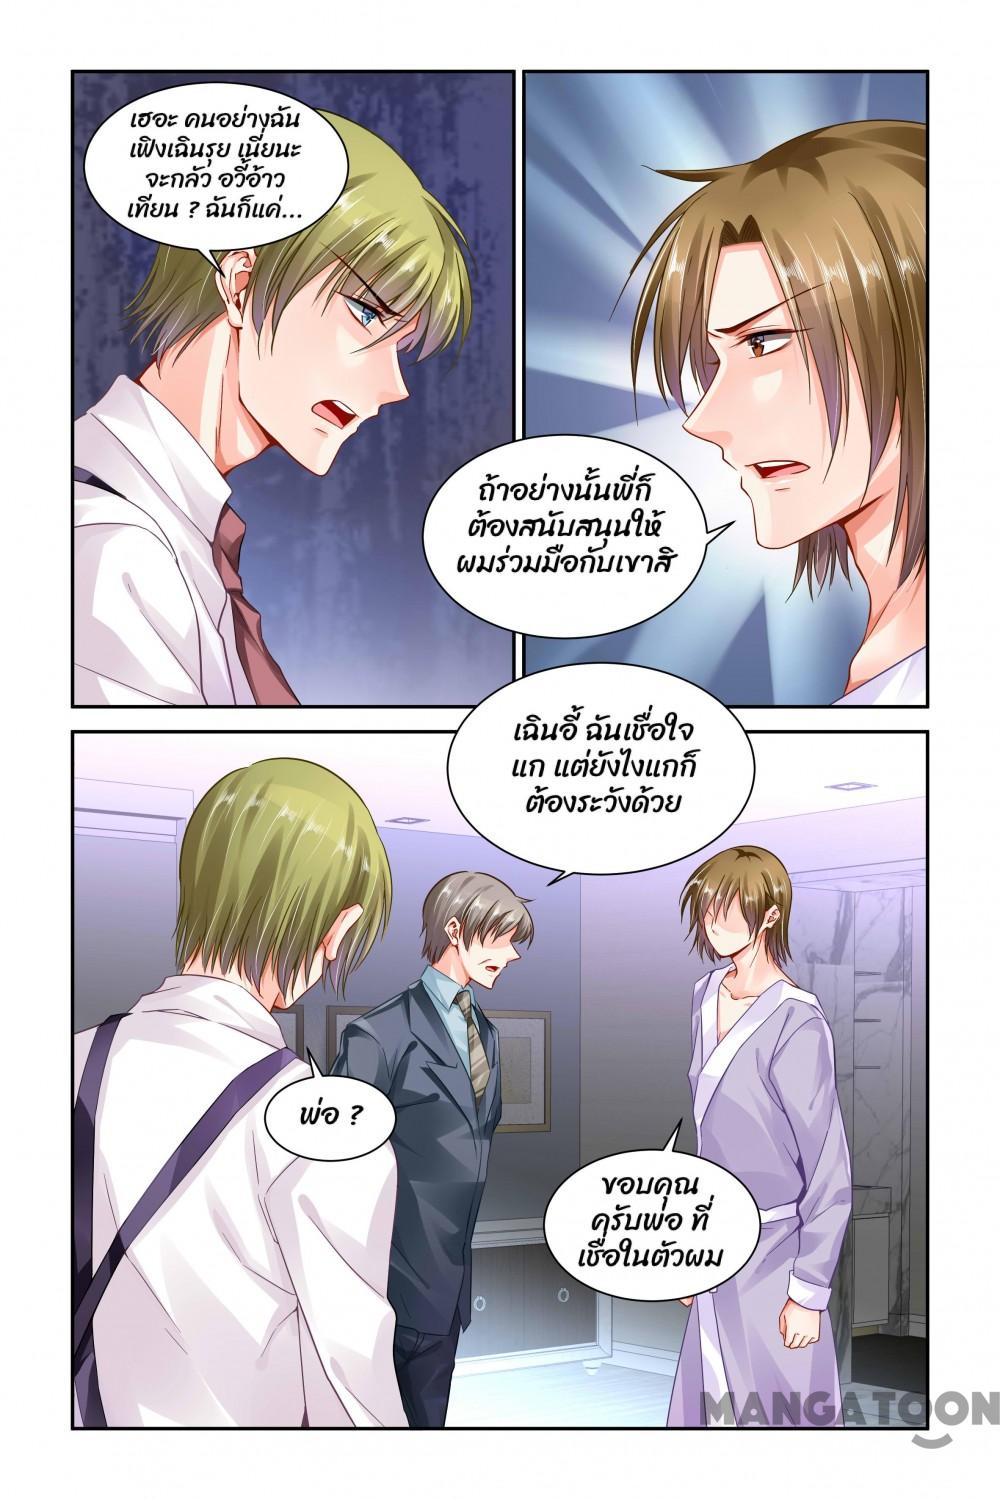 เฮอะ คนอย่างฉัน
เฟิงเฉินรุย เนี่ยนะ
จะกลัว อวี้อ้าว
เทียน ? ฉันก็แค่...
ถ้าอย่างนั้นพี่ก็
ต้องสนับสนุนให้
ผมร่วมมือกับเขาสิ
เฉินอี้ ฉันเชื่อใจ
แก แต่ยังไงแกก็
ต้องระวังด้วย
พ่อ ?
ขอบคุณ
ครับพ่อ ที่
เชื่อในตัวผม
MANGATOON